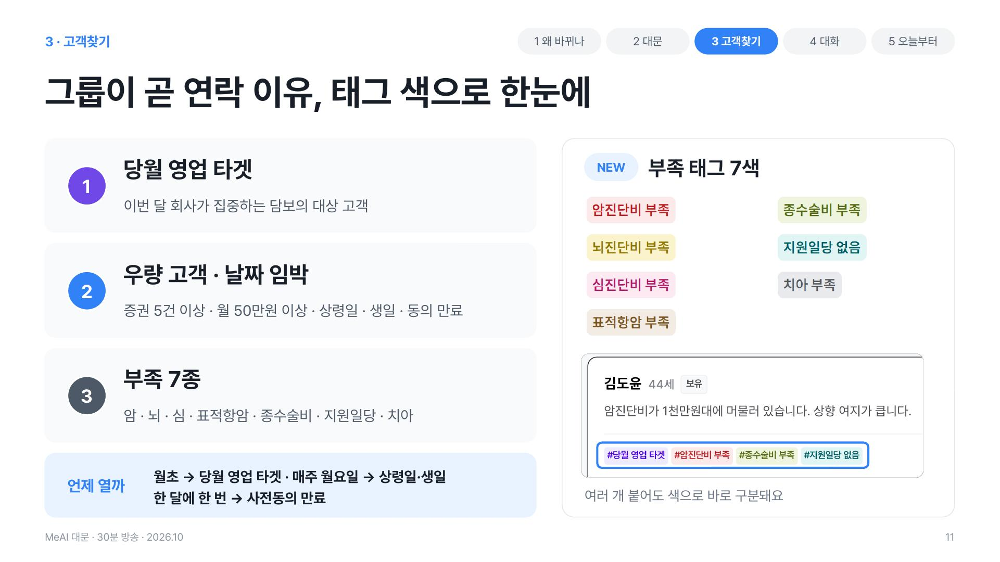 3 · 고객찾기
1 왜 바뀌나
2 대문
3 고객찾기
4 대화
5 오늘부터
그룹이 곧 연락 이유, 태그 색으로 한눈에
1
당월 영업 타겟
이번 달 회사가 집중하는 담보의 대상 고객
2
우량 고객 · 날짜 임박
증권 5건 이상 · 월 50만원 이상 · 상령일 · 생일 · 동의 만료
3
부족 7종
암 · 뇌 · 심 · 표적항암 · 종수술비 · 지원일당 · 치아
언제 열까
월초 → 당월 영업 타겟 · 매주 월요일 → 상령일·생일
한 달에 한 번 → 사전동의 만료
NEW 부족 태그 7색
암진단비 부족
뇌진단비 부족
심진단비 부족
표적항암 부족
종수술비 부족
지원일당 없음
치아 부족
김도윤 44세 보유
암진단비가 1천만원대에 머물러 있습니다. 상향 여지가 큽니다.
#당월 영업 타겟 #암진단비 부족 #종수술비 부족 #지원일당 없음
여러 개 붙어도 색으로 바로 구분돼요
MeAI 대문 · 30분 방송 · 2026.10
11